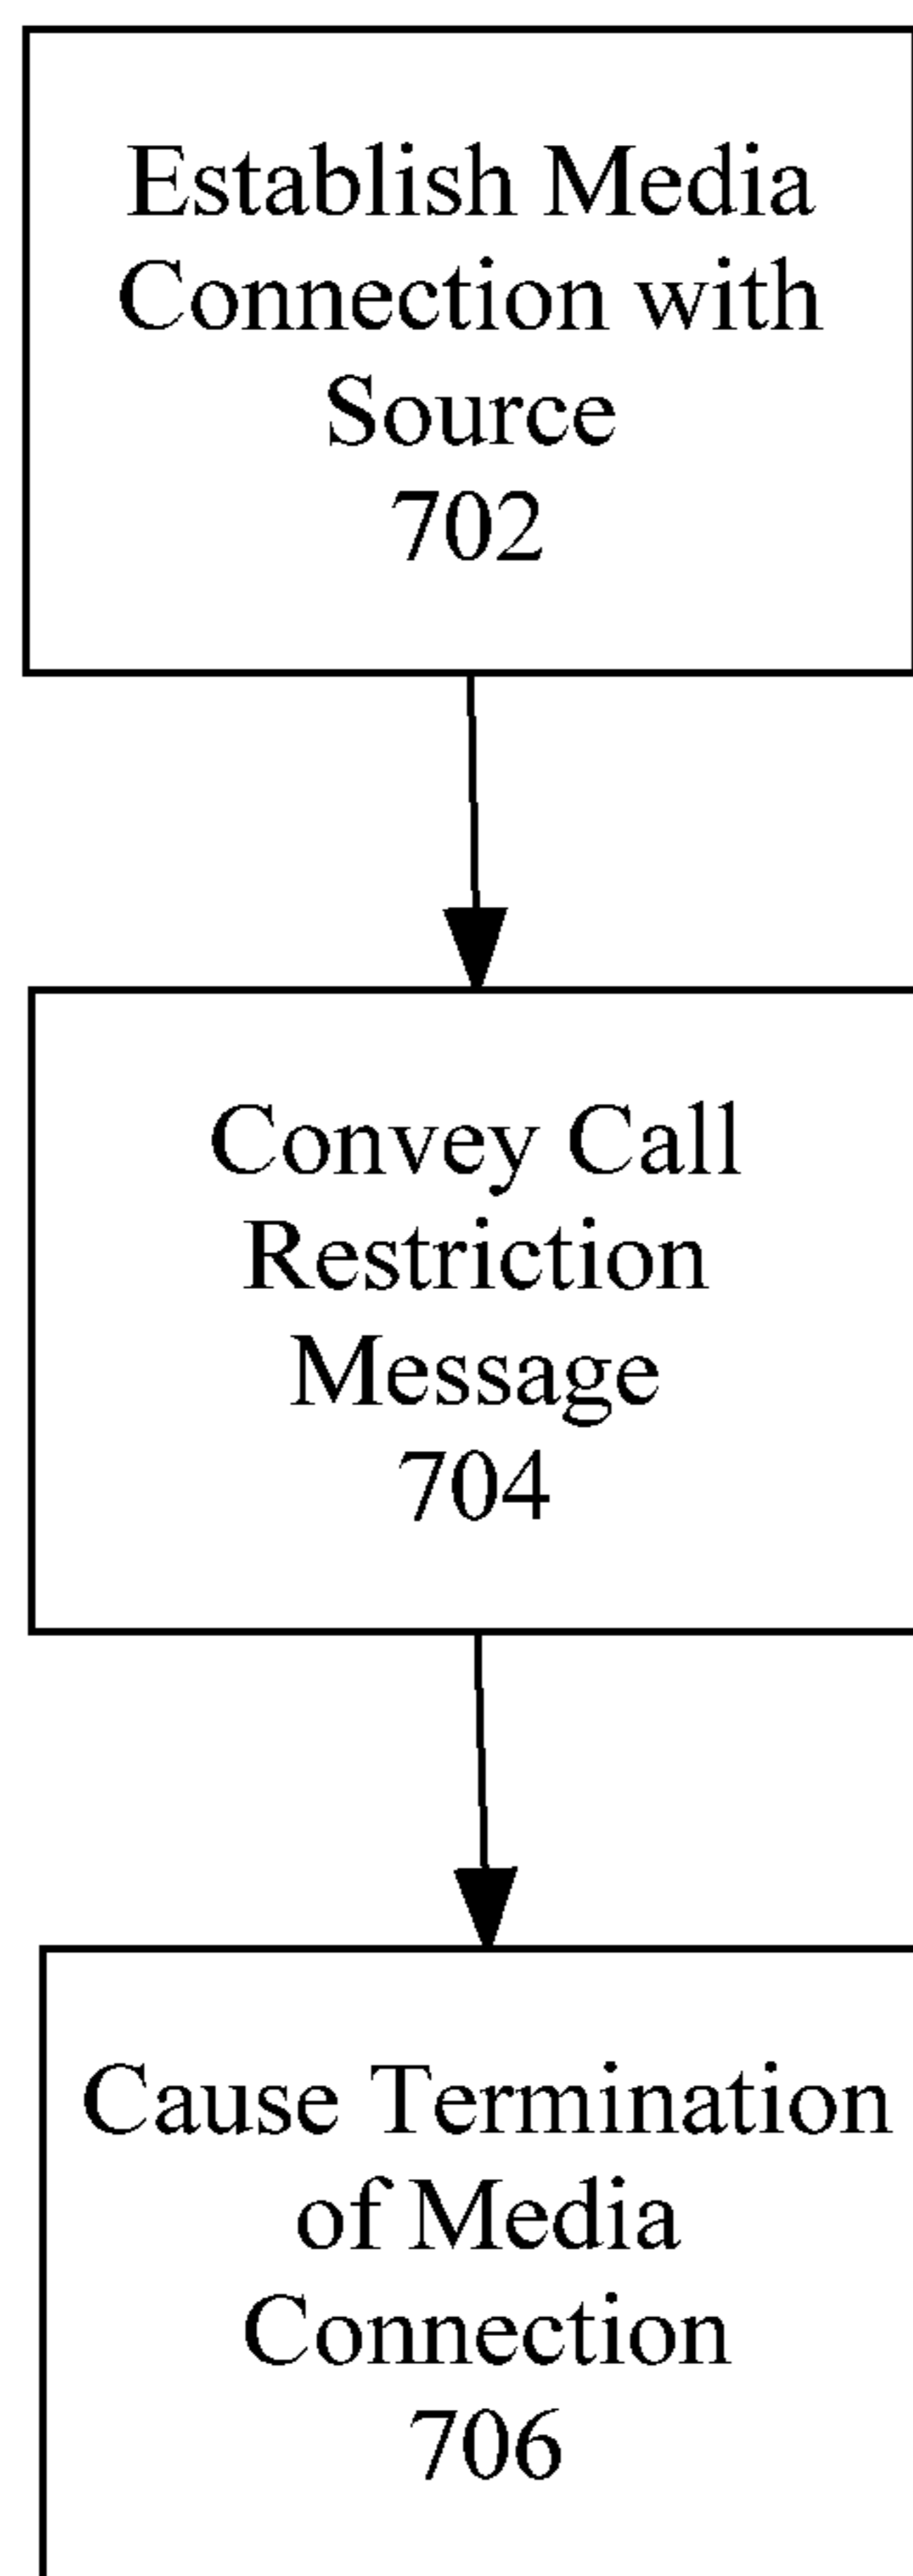 Establish Media
Connection with
Source
702
Convey Call
Restriction
Message
704
Cause Termination
of Media
Connection
706